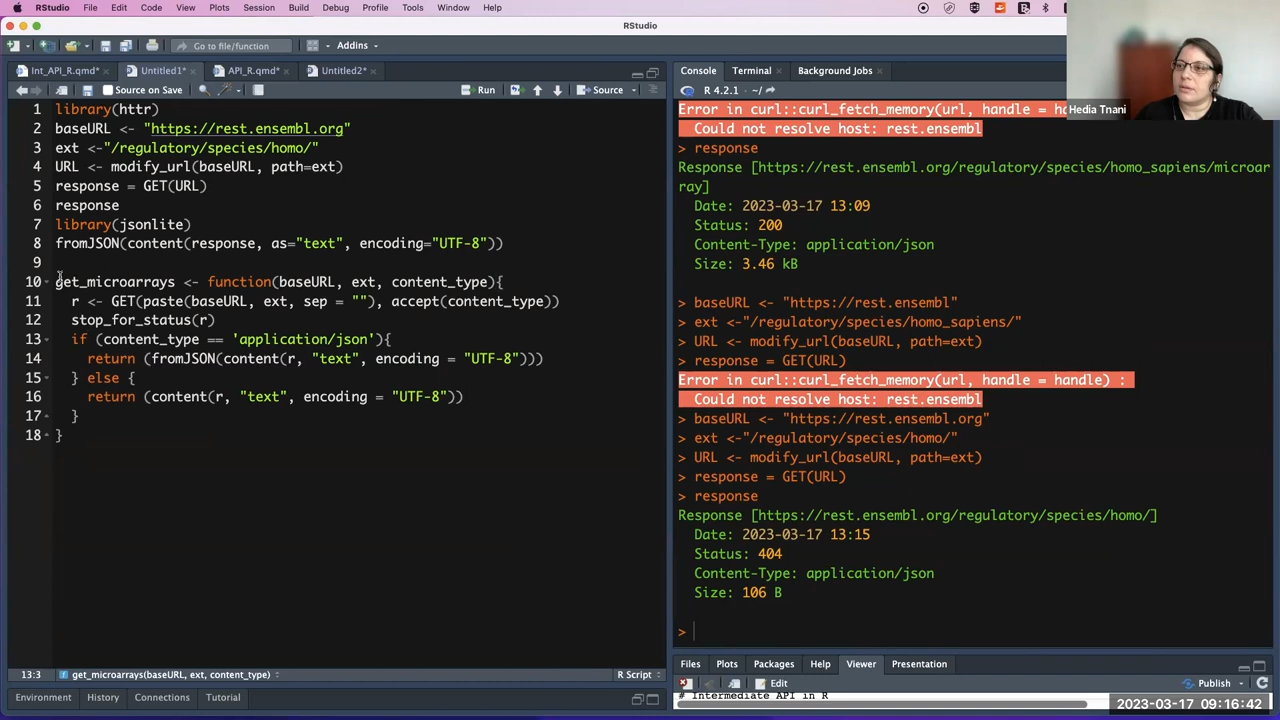 RStudio File Edit Code View Plots Session Build Debug Profile Tools Window Help
RStudio
Go to file/function Addins
Int_API_R.qmd* Untitled1* API_R.qmd* Untitled2*
Source on Save Run Source
1 library(httr)
2 baseURL <- "https://rest.ensembl.org"
3 ext <-"/regulatory/species/homo/"
4 URL <- modify_url(baseURL, path=ext)
5 response = GET(URL)
6 response
7 library(jsonlite)
8 fromJSON(content(response, as="text", encoding="UTF-8"))
9
10 get_microarrays <- function(baseURL, ext, content_type){
11 r <- GET(paste(baseURL, ext, sep = ""), accept(content_type))
12 stop_for_status(r)
13 if (content_type == 'application/json'){
14 return (fromJSON(content(r, "text", encoding = "UTF-8")))
15 } else {
16 return (content(r, "text", encoding = "UTF-8"))
17 }
18 }
13:3 get_microarrays(baseURL, ext, content_type) R Script
Environment History Connections Tutorial
Console Terminal Background Jobs
R 4.2.1 · ~/
Error in curl::curl_fetch_memory(url, handle = h
Could not resolve host: rest.ensembl
> response
Response [https://rest.ensembl.org/regulatory/species/homo_sapiens/microar
ray]
Date: 2023-03-17 13:09
Status: 200
Content-Type: application/json
Size: 3.46 kB
> baseURL <- "https://rest.ensembl"
> ext <-"/regulatory/species/homo_sapiens/"
> URL <- modify_url(baseURL, path=ext)
> response = GET(URL)
Error in curl::curl_fetch_memory(url, handle = handle) :
Could not resolve host: rest.ensembl
> baseURL <- "https://rest.ensembl.org"
> ext <-"/regulatory/species/homo/"
> URL <- modify_url(baseURL, path=ext)
> response = GET(URL)
> response
Response [https://rest.ensembl.org/regulatory/species/homo/]
Date: 2023-03-17 13:15
Status: 404
Content-Type: application/json
Size: 106 B
>
Files Plots Packages Help Viewer Presentation
Edit Publish
# Intermediate API in R
Hedia Tnani
2023-03-17 09:16:42